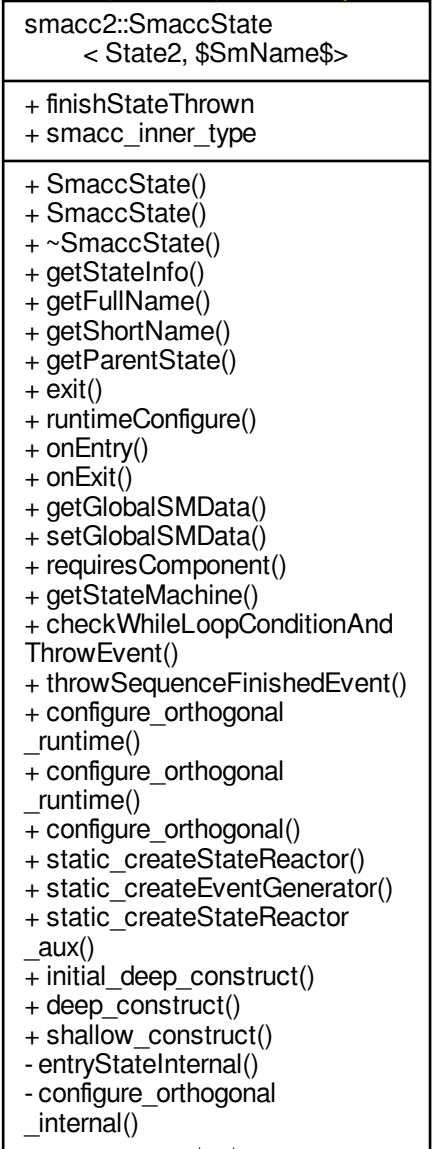 smacc2::SmaccState
< State2, $SmName$>
+ finishStateThrown
+ smacc_inner_type
+ SmaccState()
+ SmaccState()
+ ~SmaccState()
+ getStateInfo()
+ getFullName()
+ getShortName()
+ getParentState()
+ exit()
+ runtimeConfigure()
+ onEntry()
+ onExit()
+ getGlobalSMData()
+ setGlobalSMData()
+ requiresComponent()
+ getStateMachine()
+ checkWhileLoopConditionAnd
ThrowEvent()
+ throwSequenceFinishedEvent()
+ configure_orthogonal
_runtime()
+ configure_orthogonal
_runtime()
+ configure_orthogonal()
+ static_createStateReactor()
+ static_createEventGenerator()
+ static_createStateReactor
_aux()
+ initial_deep_construct()
+ deep_construct()
+ shallow_construct()
- entryStateInternal()
- configure_orthogonal
_internal()